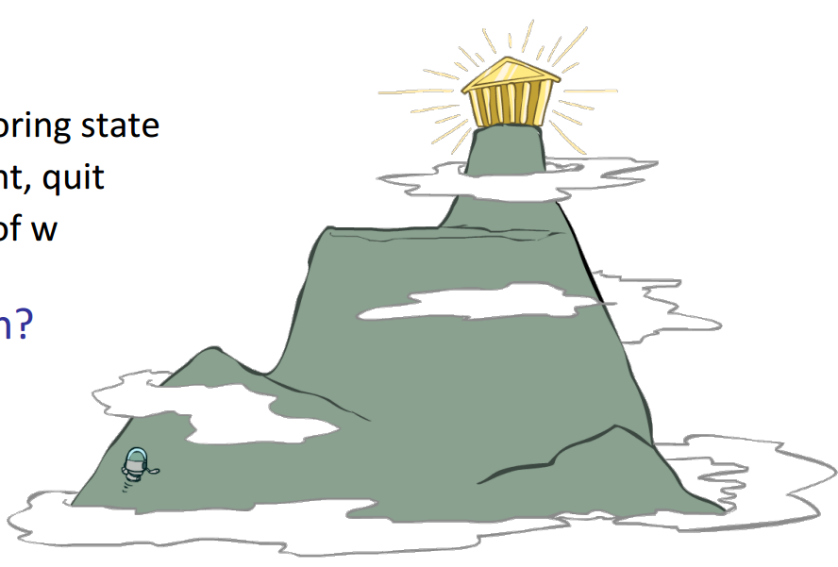 oring state
nt, quit
of w
n?